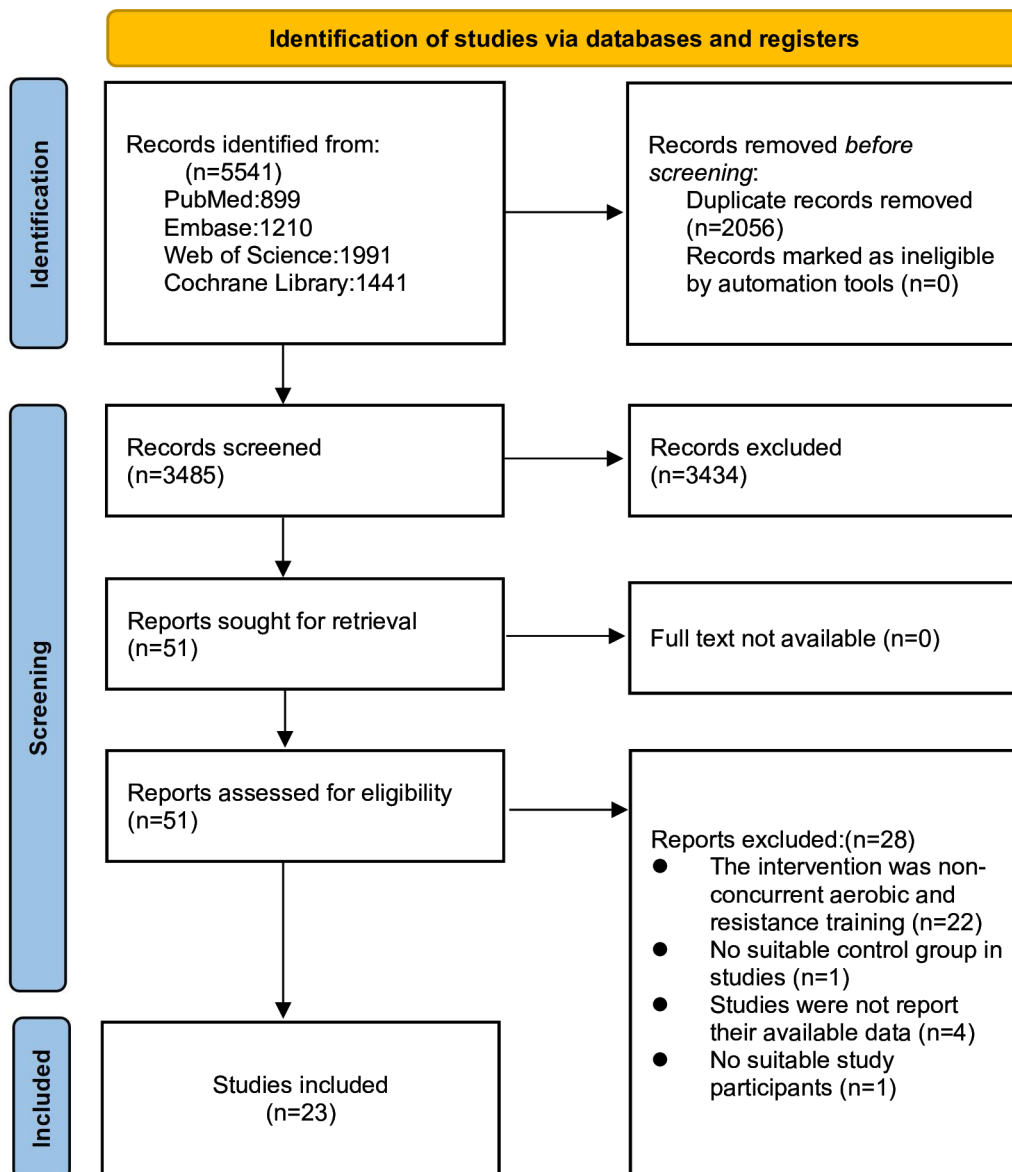 Identification of studies via databases and registers
Identification
Records identified from:
(n=5541)
PubMed:899
Embase:1210
Web of Science:1991
Cochrane Library:1441
Records removed before
screening:
Duplicate records removed
(n=2056)
Records marked as ineligible
by automation tools (n=0)
Screening
Records screened
(n=3485)
Records excluded
(n=3434)
Reports sought for retrieval
(n=51)
Full text not available (n=0)
Reports assessed for eligibility
(n=51)
Reports excluded:(n=28)
● The intervention was non-
concurrent aerobic and
resistance training (n=22)
● No suitable control group in
studies (n=1)
● Studies were not report
their available data (n=4)
● No suitable study
participants (n=1)
Included
Studies included
(n=23)